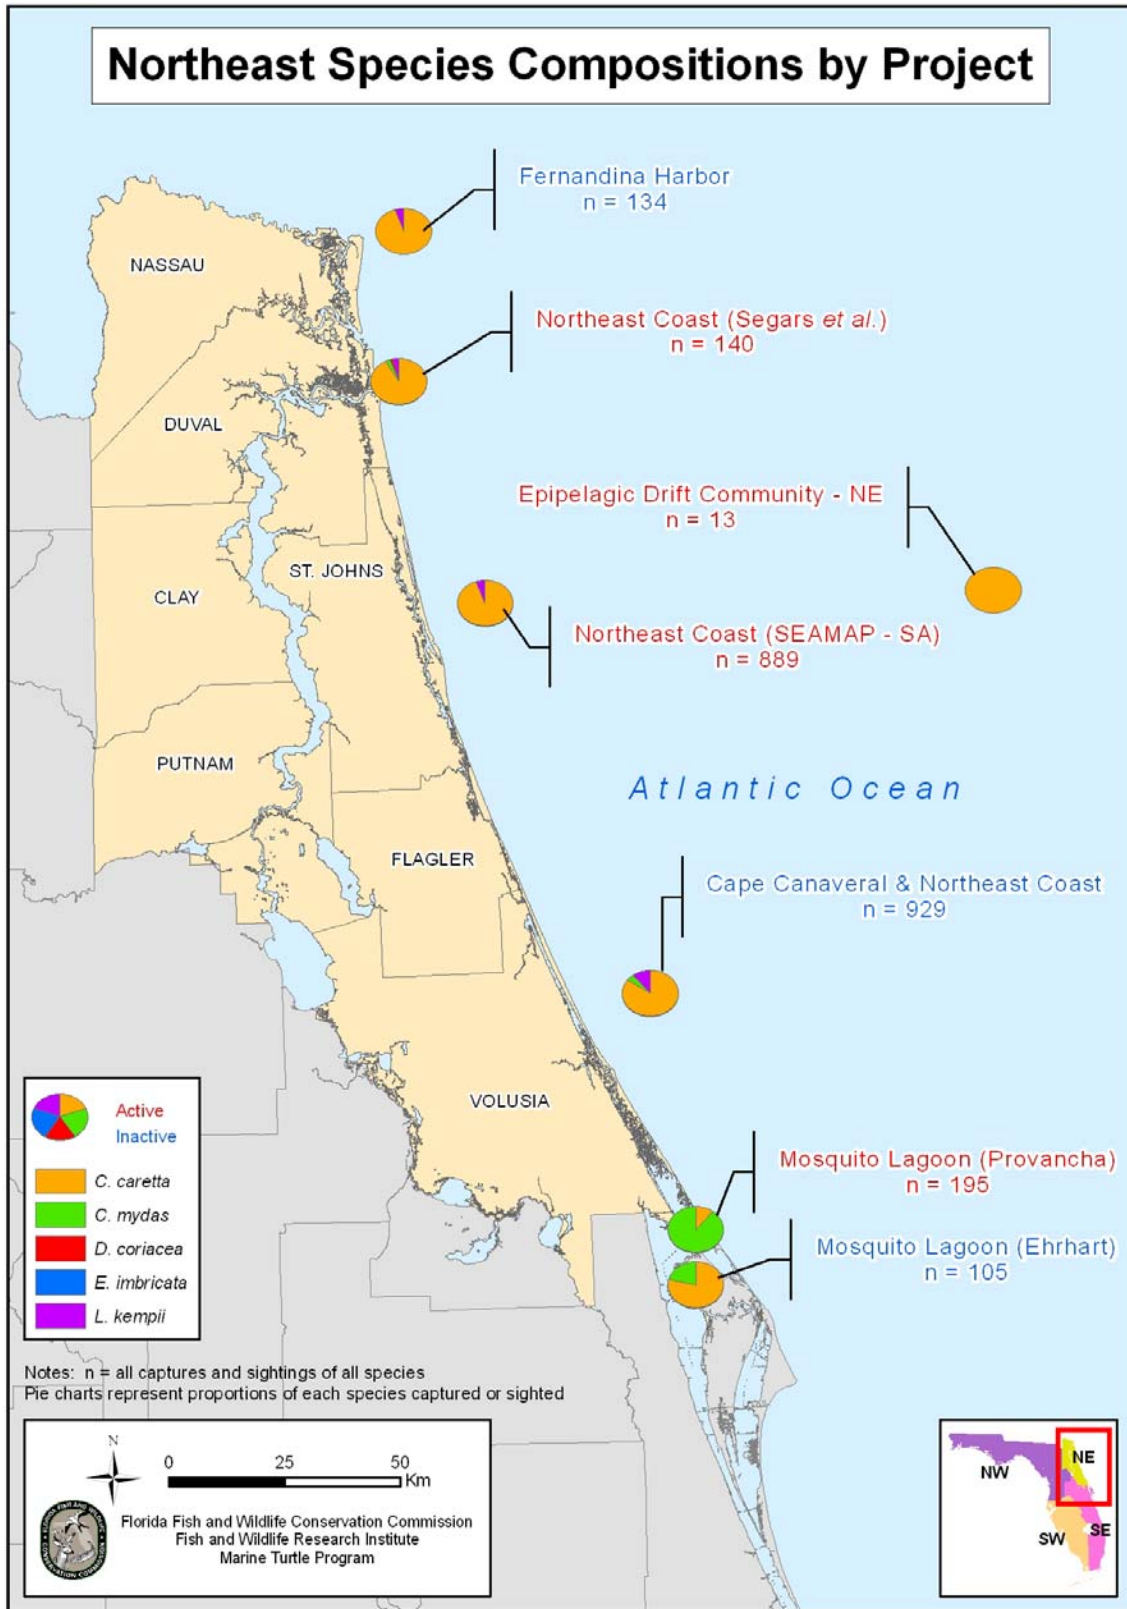 Northeast Species Compositions by Project
Fernandina Harbor
n = 134
NASSAU
Northeast Coast (Segars et al.)
n = 140
DUVAL
Epipelagic Drift Community - NE
n = 13
ST. JOHNS
CLAY
Northeast Coast (SEAMAP - SA)
n = 889
PUTNAM
Atlantic Ocean
FLAGLER
Cape Canaveral & Northeast Coast
n = 929
VOLUSIA
Mosquito Lagoon (Provancha)
n = 195
Mosquito Lagoon (Ehrhart)
n = 105
Active
Inactive
C. caretta
C. mydas
D. coriacea
E. imbricata
L. kempii
Notes: n = all captures and sightings of all species
Pie charts represent proportions of each species captured or sighted
N
0 25 50
Km
Florida Fish and Wildlife Conservation Commission
Fish and Wildlife Research Institute
Marine Turtle Program
NW
NE
SW
SE